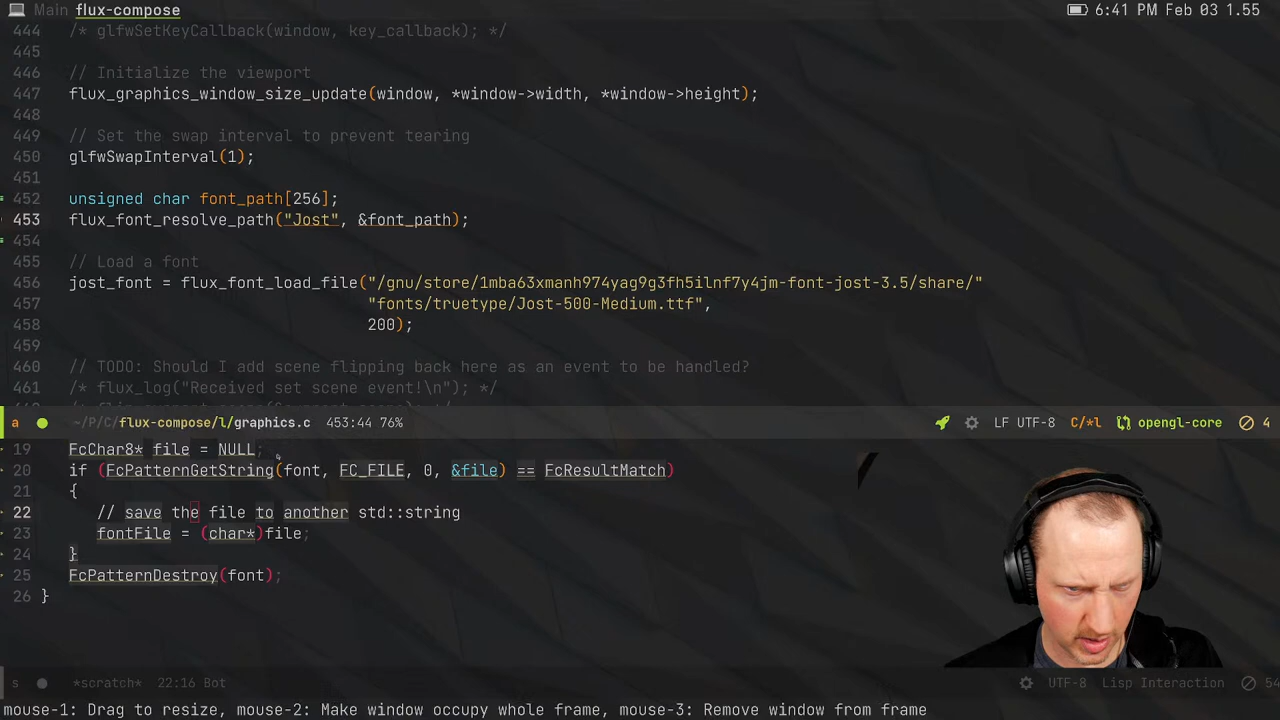 Main flux-compose
6:41 PM Feb 03 1.55
444 /* glfwSetKeyCallback(window, key_callback); */
445
446 // Initialize the viewport
447 flux_graphics_window_size_update(window, *window->width, *window->height);
448
449 // Set the swap interval to prevent tearing
450 glfwSwapInterval(1);
451
452 unsigned char font_path[256];
453 flux_font_resolve_path("Jost", &font_path);
454
455 // Load a font
456 jost_font = flux_font_load_file("/gnu/store/1mba63xmanh974yag9g3fh5ilnf7y4jm-font-jost-3.5/share/"
457 "fonts/truetype/Jost-500-Medium.ttf",
458 200);
459
460 // TODO: Should I add scene flipping back here as an event to be handled?
461 /* flux_log("Received set scene event!\n"); */
a ~/P/C/flux-compose/l/graphics.c 453:44 76% LF UTF-8 C/*l opengl-core 4
19 FcChar8* file = NULL;
20 if (FcPatternGetString(font, FC_FILE, 0, &file) == FcResultMatch)
21 {
22 // save the file to another std::string
23 fontFile = (char*)file;
24 }
25 FcPatternDestroy(font);
26 }
s *scratch* 22:16 Bot UTF-8 Lisp Interaction 54
mouse-1: Drag to resize, mouse-2: Make window occupy whole frame, mouse-3: Remove window from frame